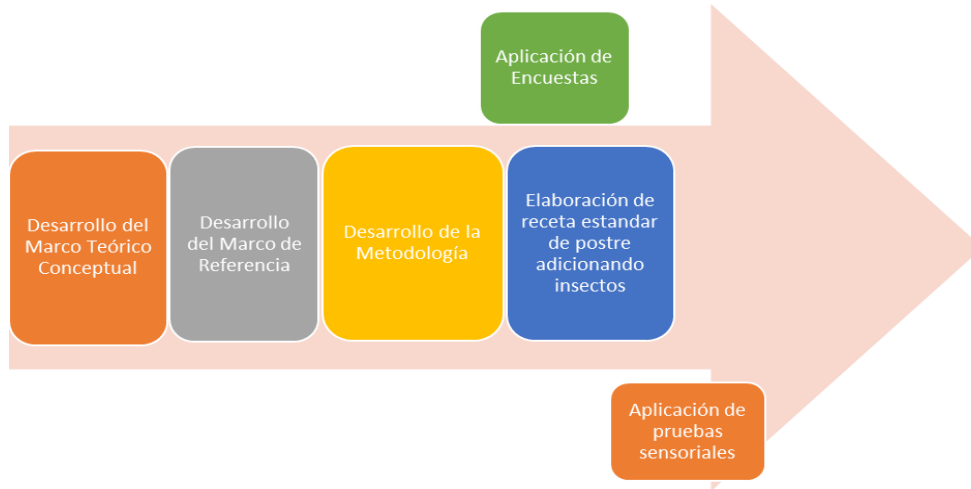 Aplicación de
Encuestas
Desarrollo del
Marco Teórico
Conceptual
Desarrollo
del Marco de
Referencia
Desarrollo de la
Metodología
Elaboración de
receta estandar
de postre
adicionando
insectos
Aplicación de
pruebas
sensoriales